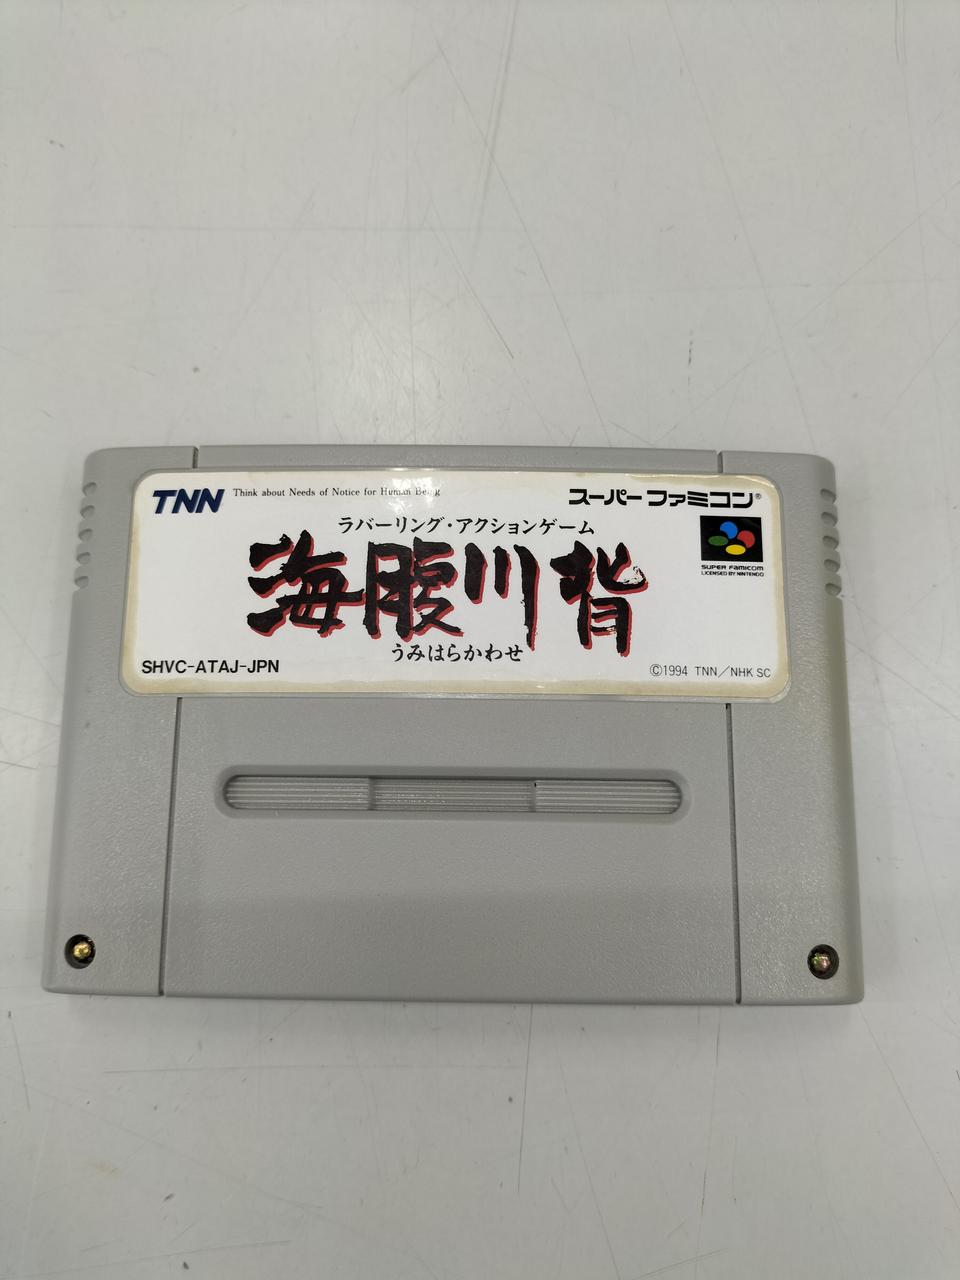 TNN Think about Needs of Notice for Human Being
スーパーファミコン®
ラバーリング・アクションゲーム
海腹川背
うみはらかわせ
SUPER FAMICOM
LICENSED BY NINTENDO
SHVC-ATAJ-JPN
©1994 TNN/NHK SC